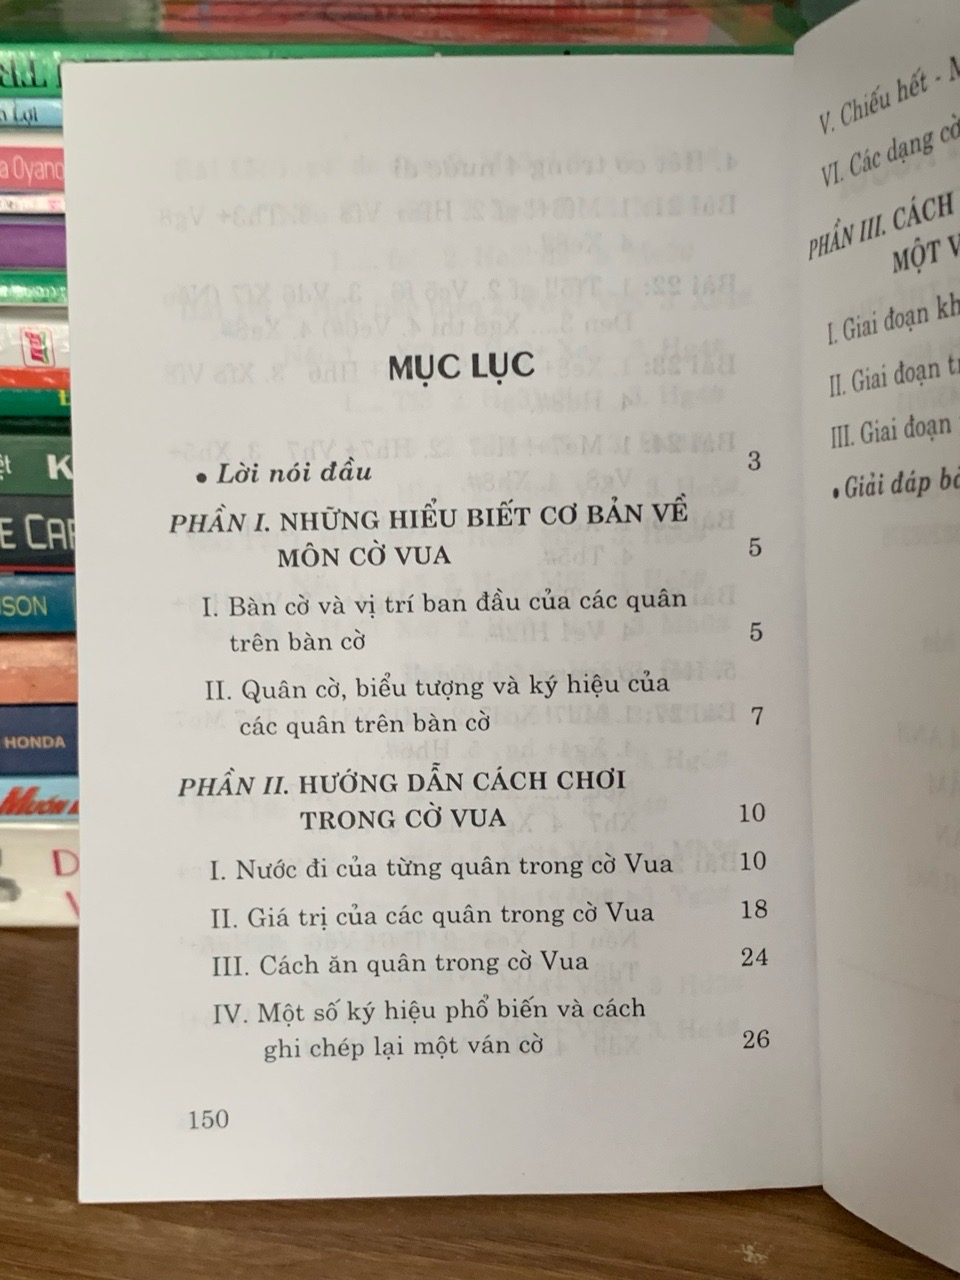 MỤC LỤC
• Lời nói đầu 3
PHẦN I. NHỮNG HIỂU BIẾT CƠ BẢN VỀ
MÔN CỜ VUA 5
I. Bàn cờ và vị trí ban đầu của các quân
trên bàn cờ 5
II. Quân cờ, biểu tượng và ký hiệu của
các quân trên bàn cờ 7
PHẦN II. HƯỚNG DẪN CÁCH CHƠI
TRONG CỜ VUA 10
I. Nước đi của từng quân trong cờ Vua 10
II. Giá trị của các quân trong cờ Vua 18
III. Cách ăn quân trong cờ Vua 24
IV. Một số ký hiệu phổ biến và cách
ghi chép lại một ván cờ 26
150
V. Chiếu hết -
VI. Các dạng cờ
PHẦN III. CÁCH
MỘT
I. Giai đoạn
II. Giai đoạn
III. Giai đoạn
• Giải đáp
Oyano
HONDA